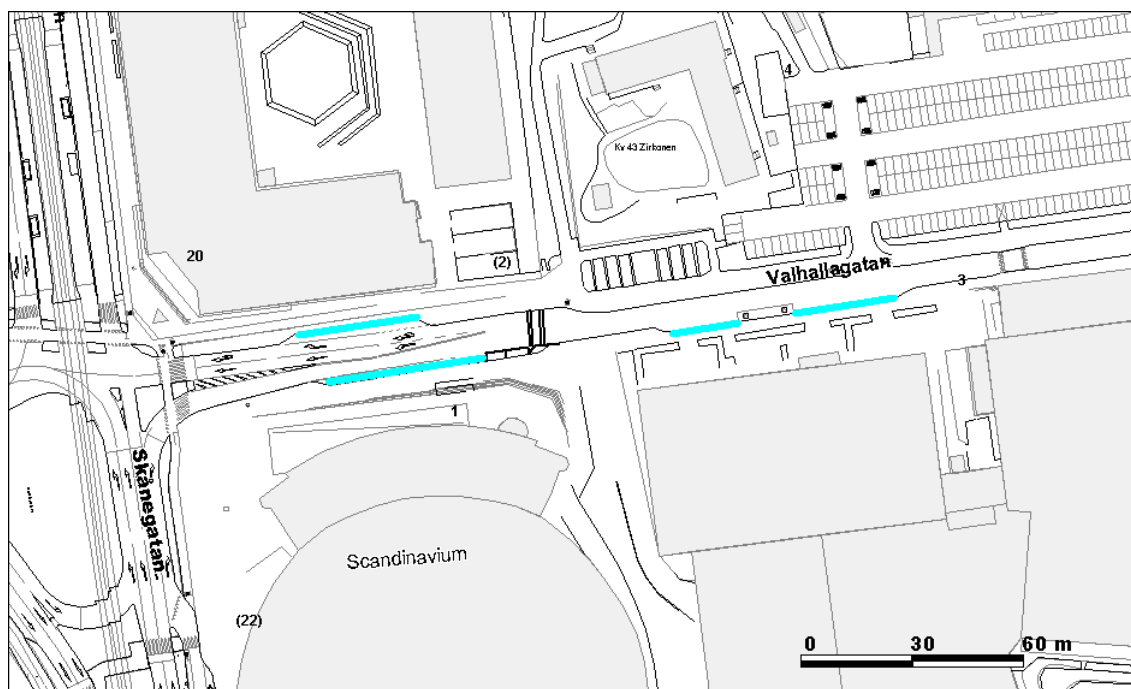 4
Kv 43 Zirkonen
20
(2)
Valhallagatan
3
1
Skånegatan
Scandinavium
(22)
0 30 60 m